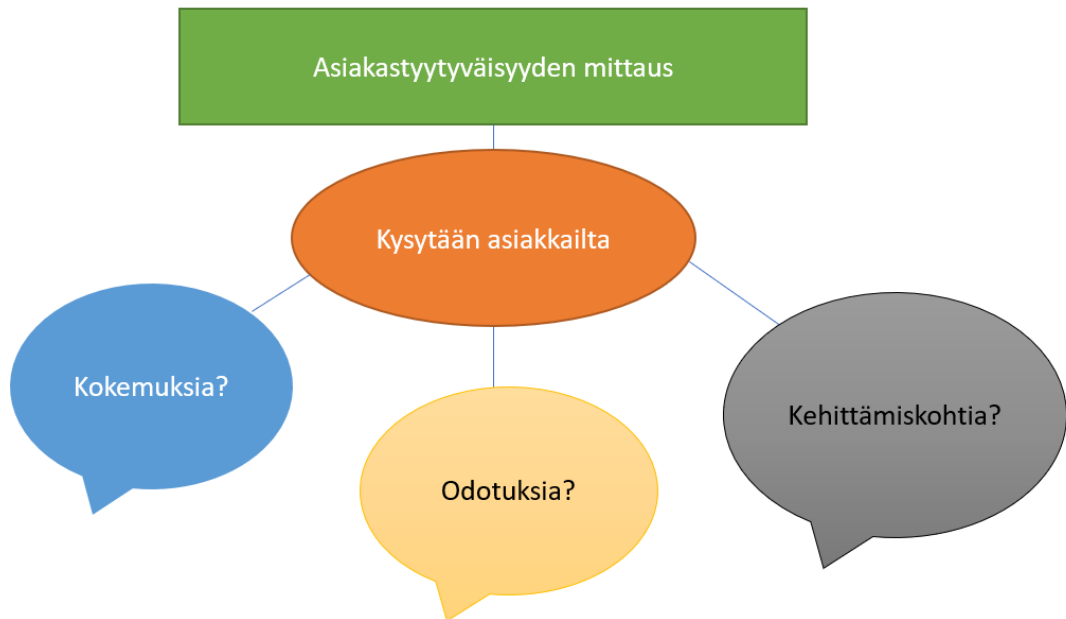 Asiakastyytyväisyyden mittaus
Kysytään asiakkailta
Kokemuksia?
Odotuksia?
Kehittämiskohtia?